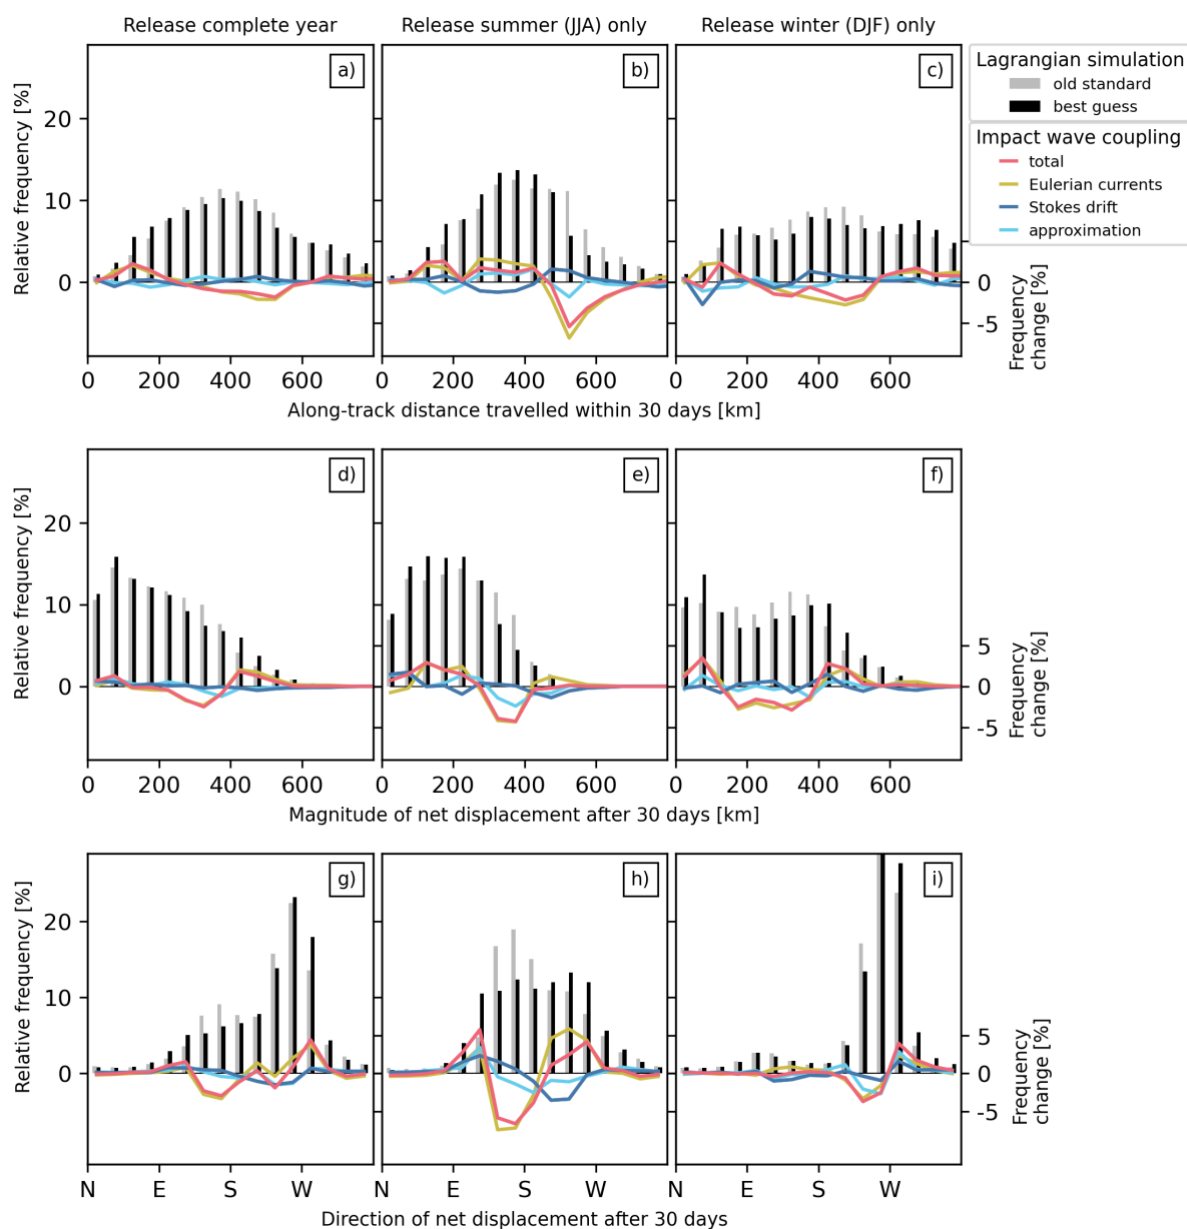 Release complete year
Release summer (JJA) only
Release winter (DJF) only
Relative frequency [%]
20
10
0
a)
b)
c)
0
-5
Frequency
change [%]
Lagrangian simulation
old standard
best guess
Impact wave coupling
total
Eulerian currents
Stokes drift
approximation
0 200 400 600
0 200 400 600
0 200 400 600
Along-track distance travelled within 30 days [km]
Relative frequency [%]
20
10
0
d)
e)
f)
5
0
-5
Frequency
change [%]
0 200 400 600
0 200 400 600
0 200 400 600
Magnitude of net displacement after 30 days [km]
Relative frequency [%]
20
10
0
g)
h)
i)
5
0
-5
Frequency
change [%]
N E S W
N E S W
N E S W
Direction of net displacement after 30 days